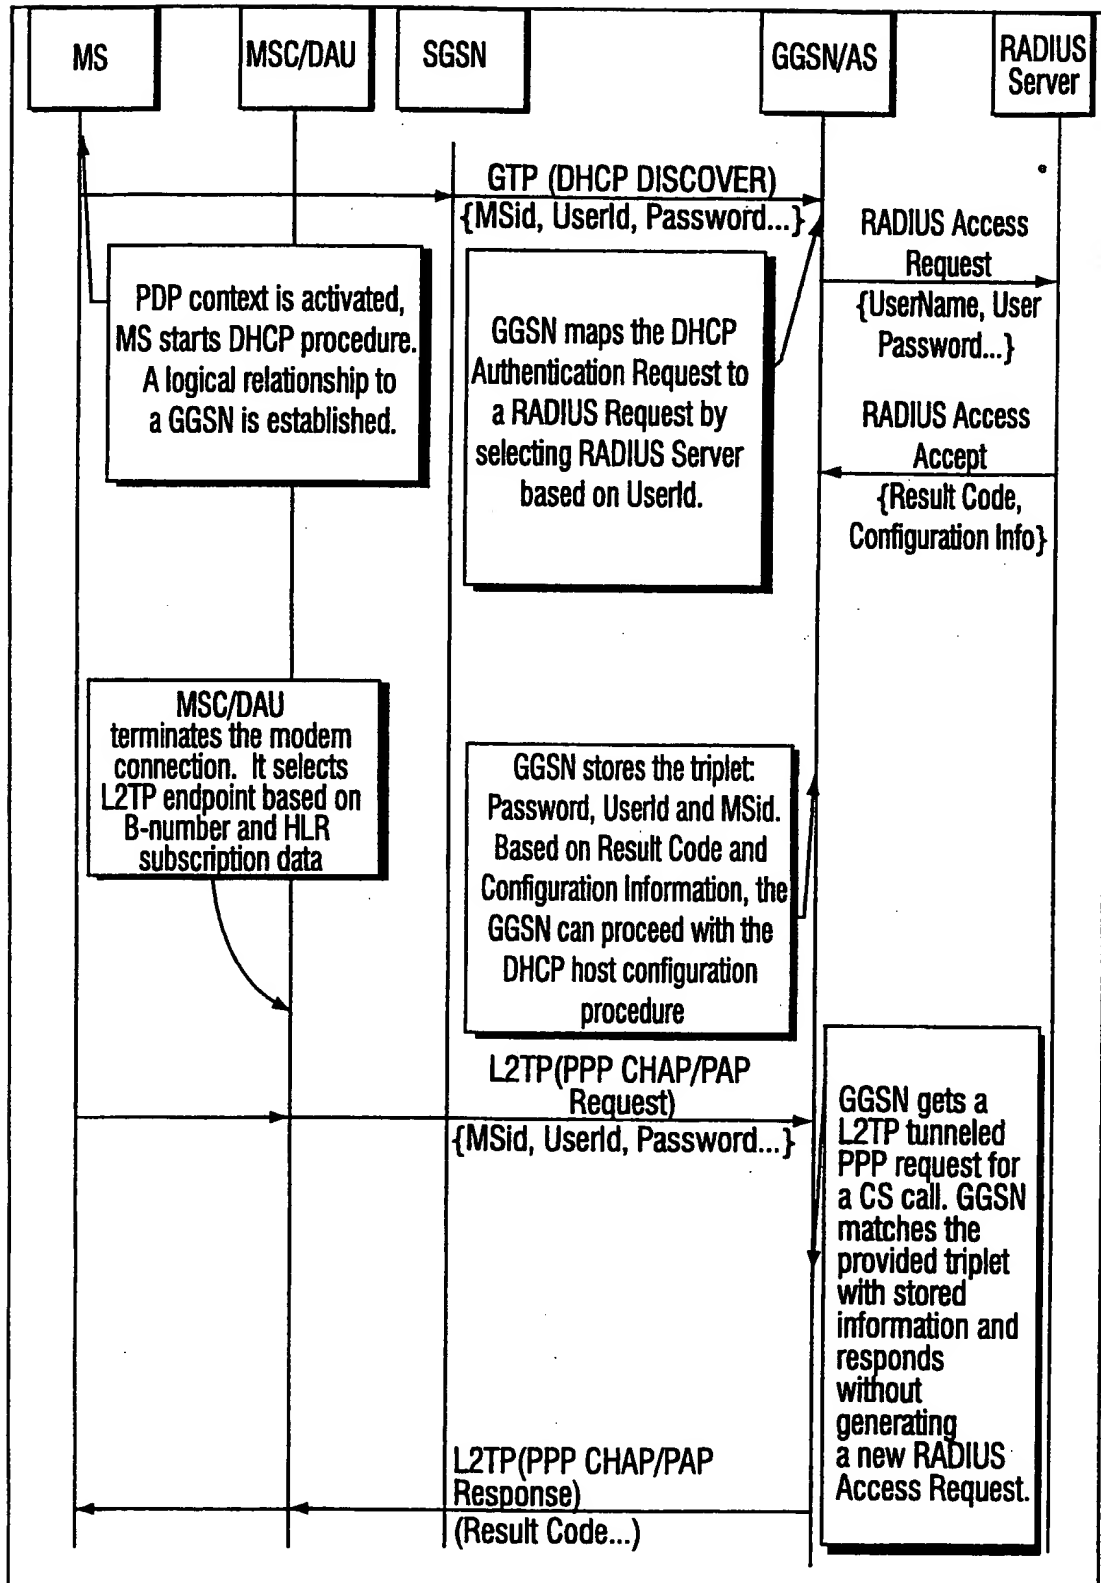 MS
MSC/DAU
SGSN
GGSN/AS
RADIUS
Server
GTP (DHCP DISCOVER)
{MSid, UserId, Password...}
RADIUS Access
Request
{UserName, User
Password...}
PDP context is activated,
MS starts DHCP procedure.
A logical relationship to
a GGSN is established.
GGSN maps the DHCP
Authentication Request to
a RADIUS Request by
selecting RADIUS Server
based on UserId.
RADIUS Access
Accept
{Result Code,
Configuration Info}
MSC/DAU
terminates the modem
connection. It selects
L2TP endpoint based on
B-number and HLR
subscription data
GGSN stores the triplet:
Password, UserId and MSid.
Based on Result Code and
Configuration Information, the
GGSN can proceed with the
DHCP host configuration
procedure
L2TP(PPP CHAP/PAP
Request)
{MSid, UserId, Password...}
GGSN gets a
L2TP tunneled
PPP request for
a CS call. GGSN
matches the
provided triplet
with stored
information and
responds
without
generating
a new RADIUS
Access Request.
L2TP(PPP CHAP/PAP
Response)
(Result Code...)